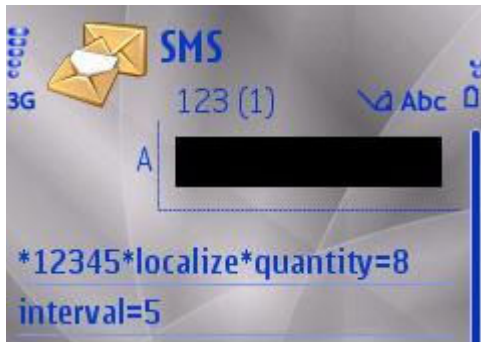 SMS
3G
123 (1) Abc
A
*12345*localize*quantity=8
interval=5